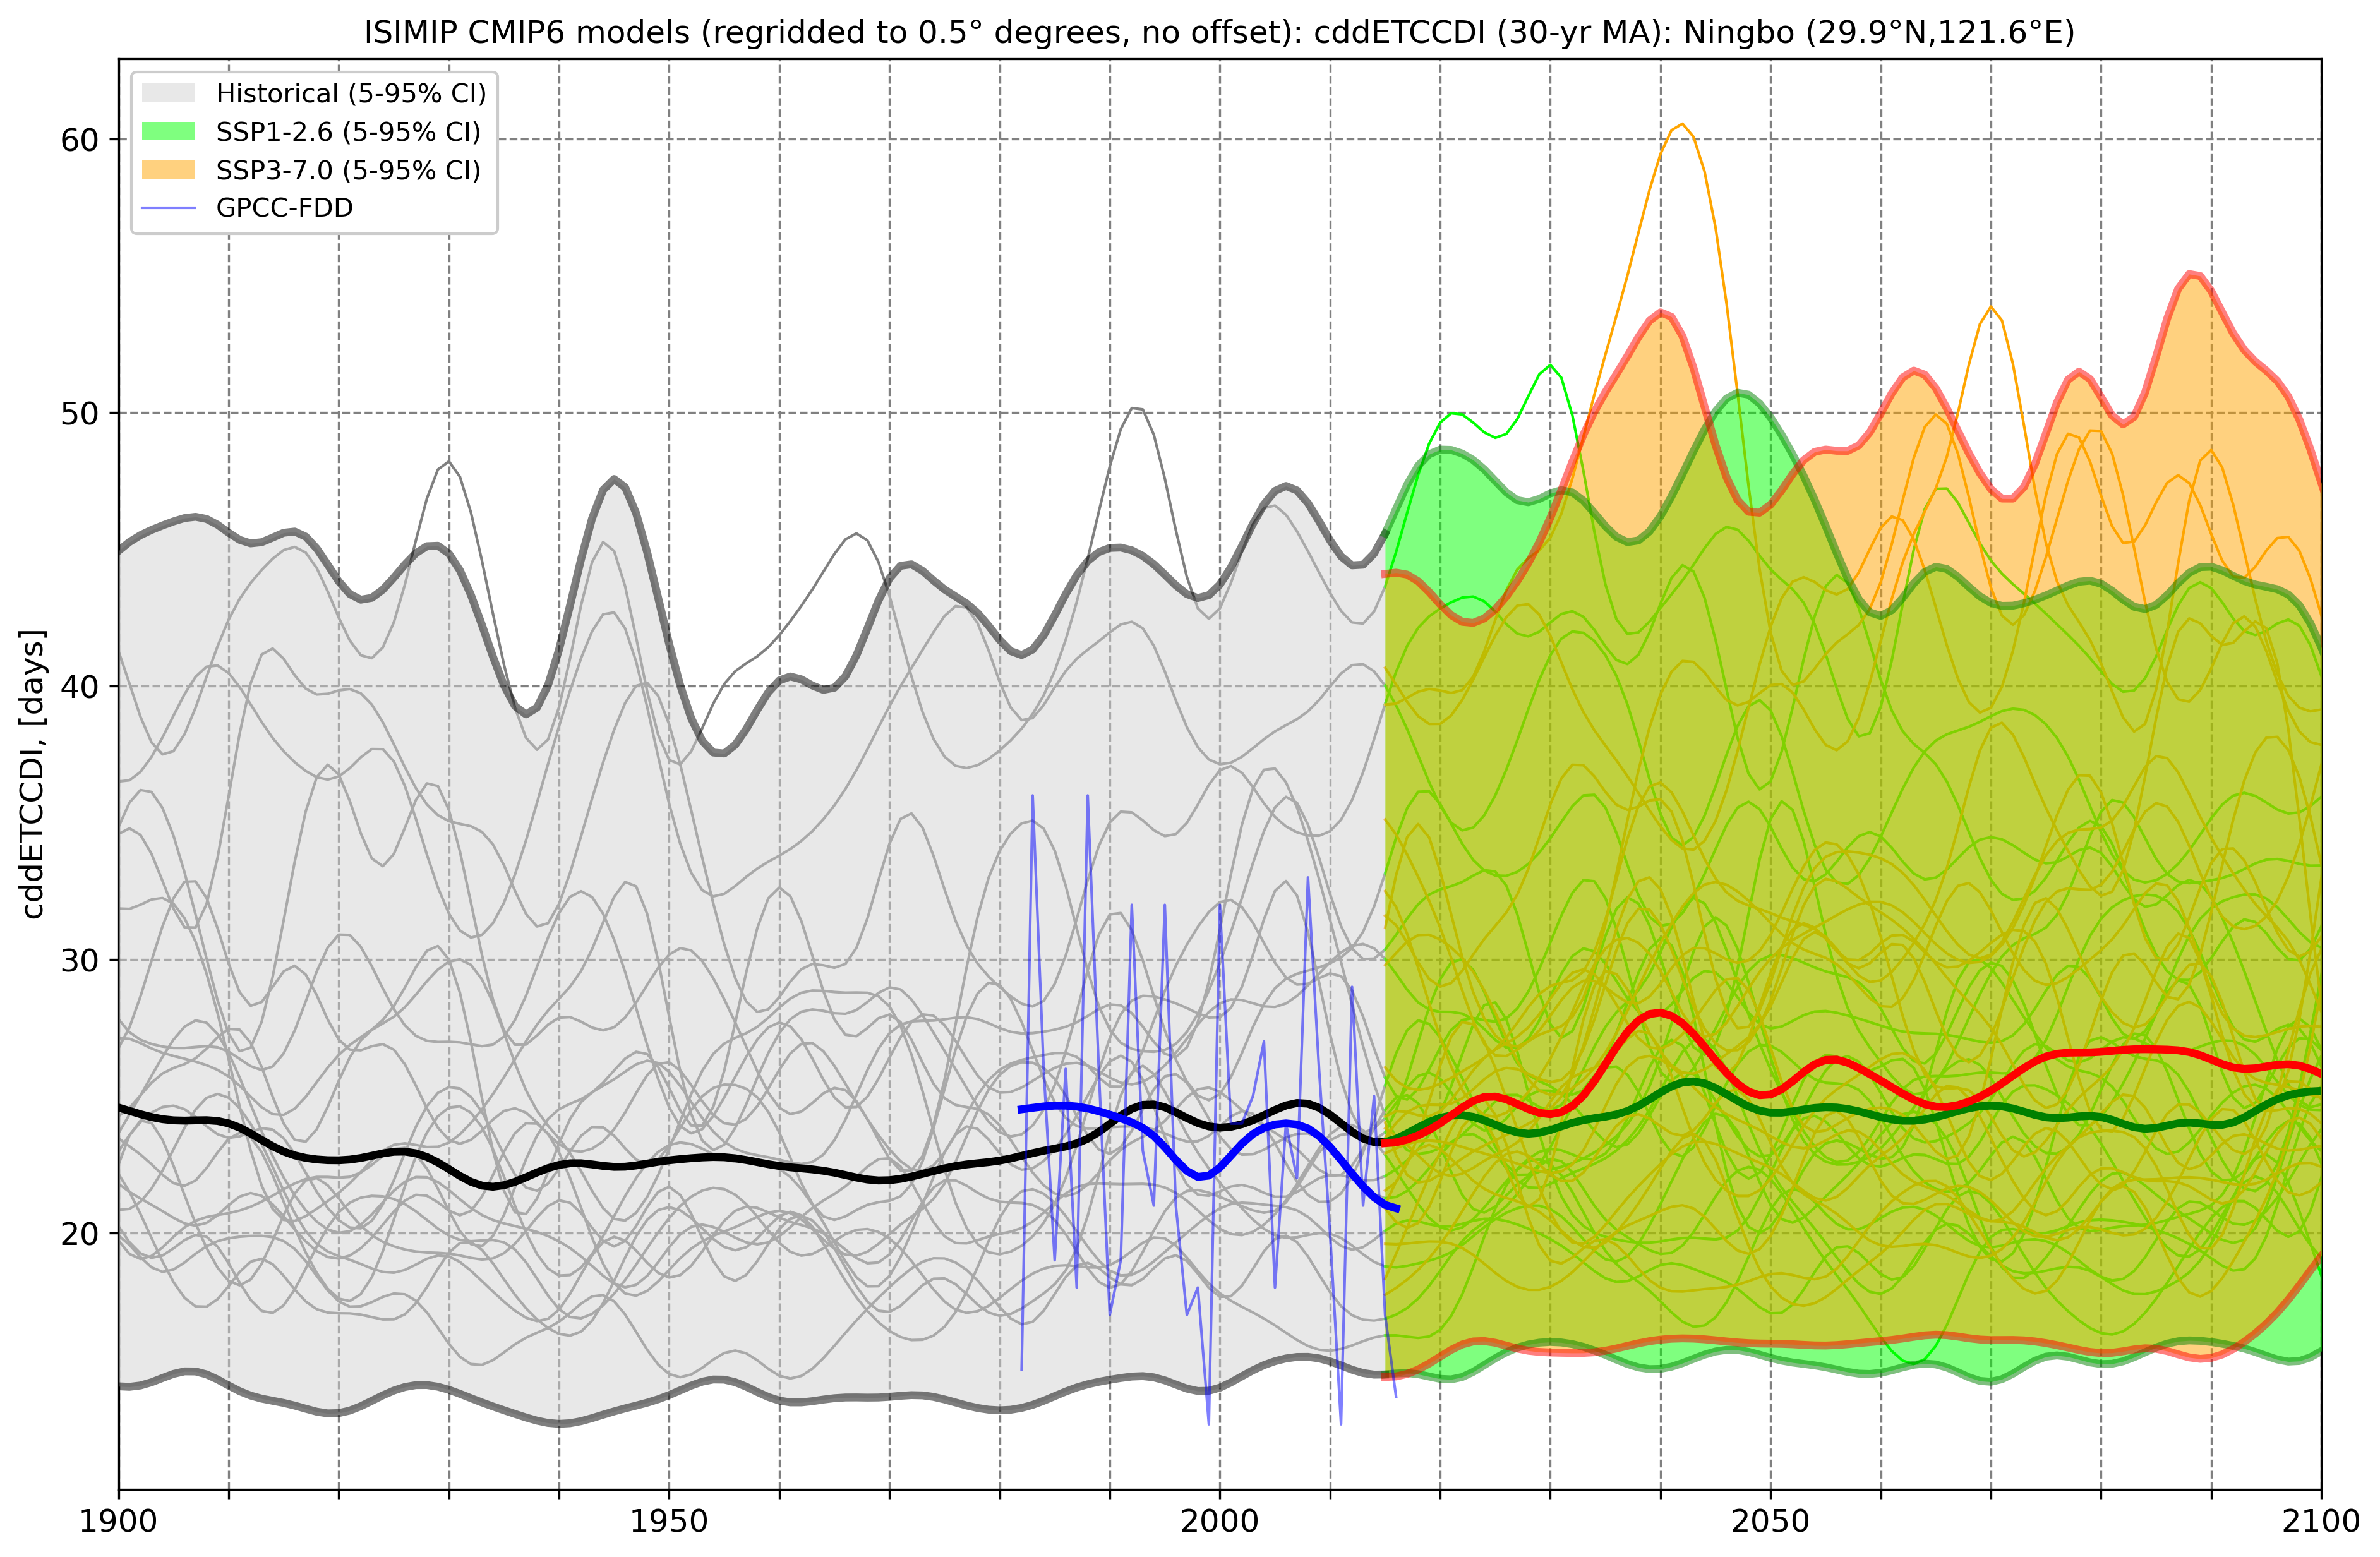 ISIMIP CMIP6 models (regridded to 0.5° degrees, no offset): cddETCCDI (30-yr MA): Ningbo (29.9°N,121.6°E)
Historical (5-95% CI)
SSP1-2.6 (5-95% CI)
SSP3-7.0 (5-95% CI)
GPCC-FDD
cddETCCDI, [days]
60
50
40
30
20
1900
1950
2000
2050
2100